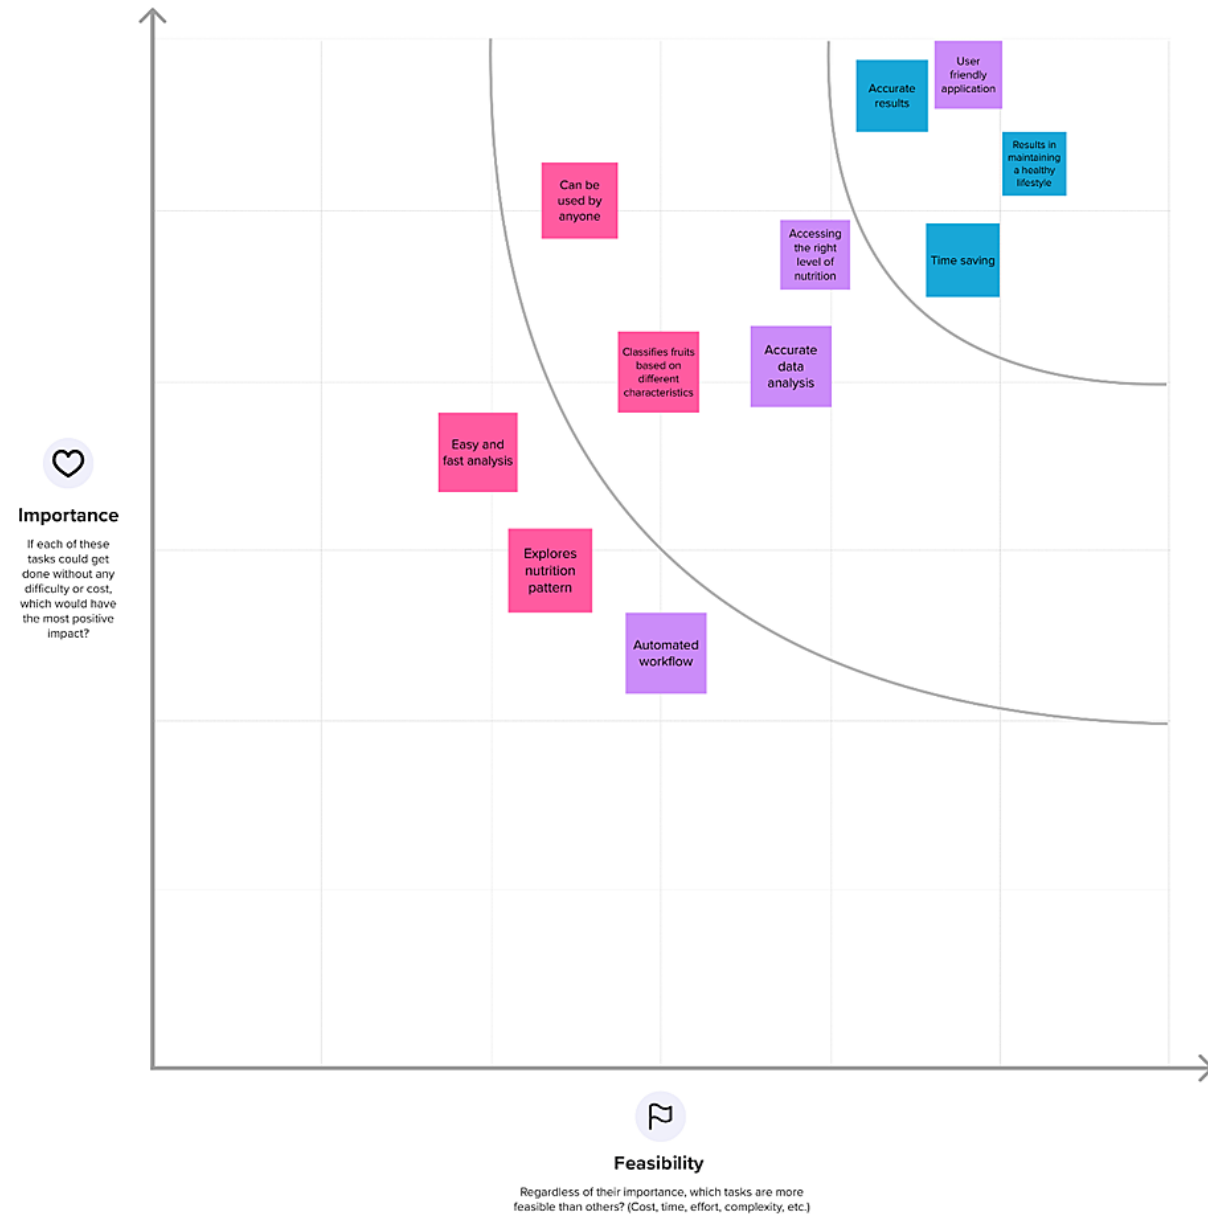 User
friendly
application
Accurate
results
Results in
maintaining
a healthy
lifestyle
Can be
used by
anyone
Accessing
the right
level of
nutrition
Time saving
Classifies fruits
based on
different
characteristics
Accurate
data
analysis
Easy and
fast analysis
Explores
nutrition
pattern
Automated
workflow
Importance
If each of these
tasks could get
done without any
difficulty or cost,
which would have
the most positive
impact?
Feasibility
Regardless of their importance, which tasks are more
feasible than others? (Cost, time, effort, complexity, etc.)